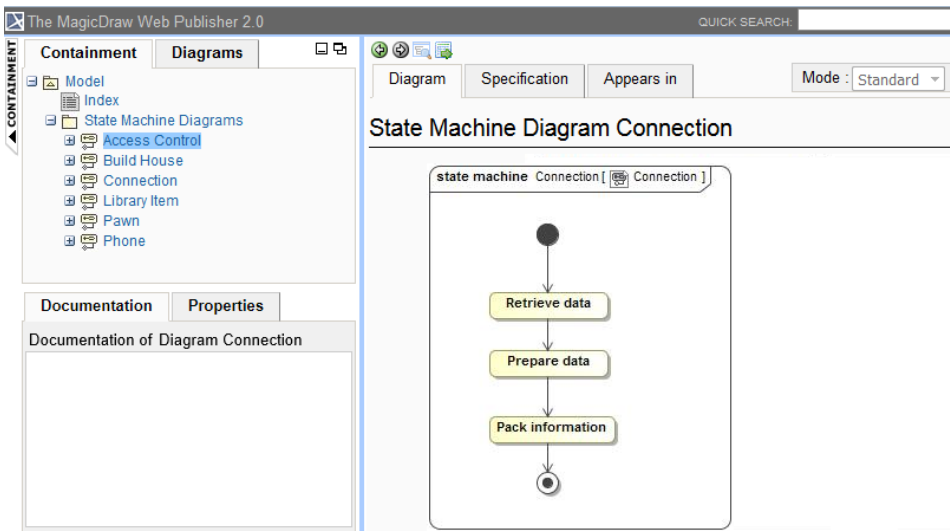 The MagicDraw Web Publisher 2.0
QUICK SEARCH:
CONTAINMENT
Containment
Diagrams
Model
Index
State Machine Diagrams
Access Control
Build House
Connection
Library Item
Pawn
Phone
Documentation
Properties
Documentation of Diagram Connection
Diagram
Specification
Appears in
Mode : Standard
State Machine Diagram Connection
state machine Connection [ Connection ]
Retrieve data
Prepare data
Pack information